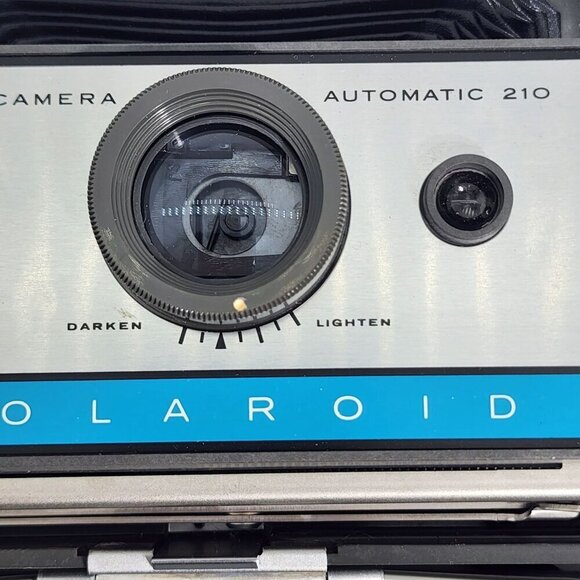 CAMERA AUTOMATIC 210
DARKEN LIGHTEN
OLAROID